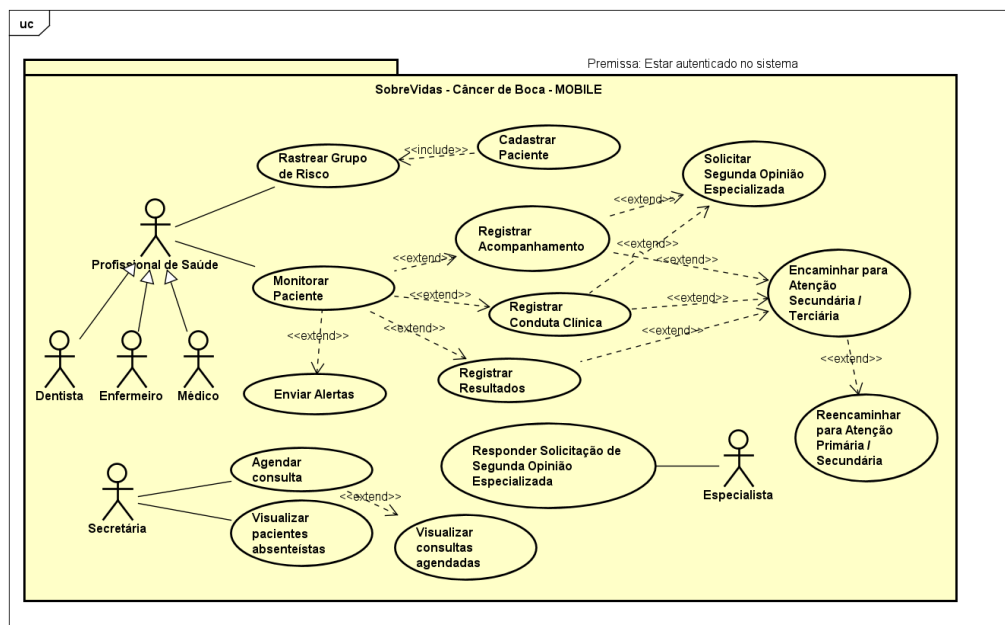 uc
Premissa: Estar autenticado no sistema
SobreVidas - Câncer de Boca - MOBILE
Rastrear Grupo
de Risco
<<include>>
Cadastrar
Paciente
Solicitar
Segunda Opinião
Especializada
<<extend>>
Registrar
Acompanhamento
<<extend>>
<<extend>>
Profissional de Saúde
Monitorar
Paciente
<<extend>>
<<extend>>
Registrar
Conduta Clínica
<<extend>>
Encaminhar para
Atenção
Secundária /
Terciária
<<extend>>
<<extend>>
<<extend>>
<<extend>>
Registrar
Resultados
Enviar Alertas
Dentista
Enfermeiro
Médico
Reencaminhar
para Atenção
Primária /
Secundária
Responder Solicitação de
Segunda Opinião
Especializada
Especialista
Agendar
consulta
<<extend>>
Secretária
Visualizar
pacientes
absenteístas
Visualizar
consultas
agendadas